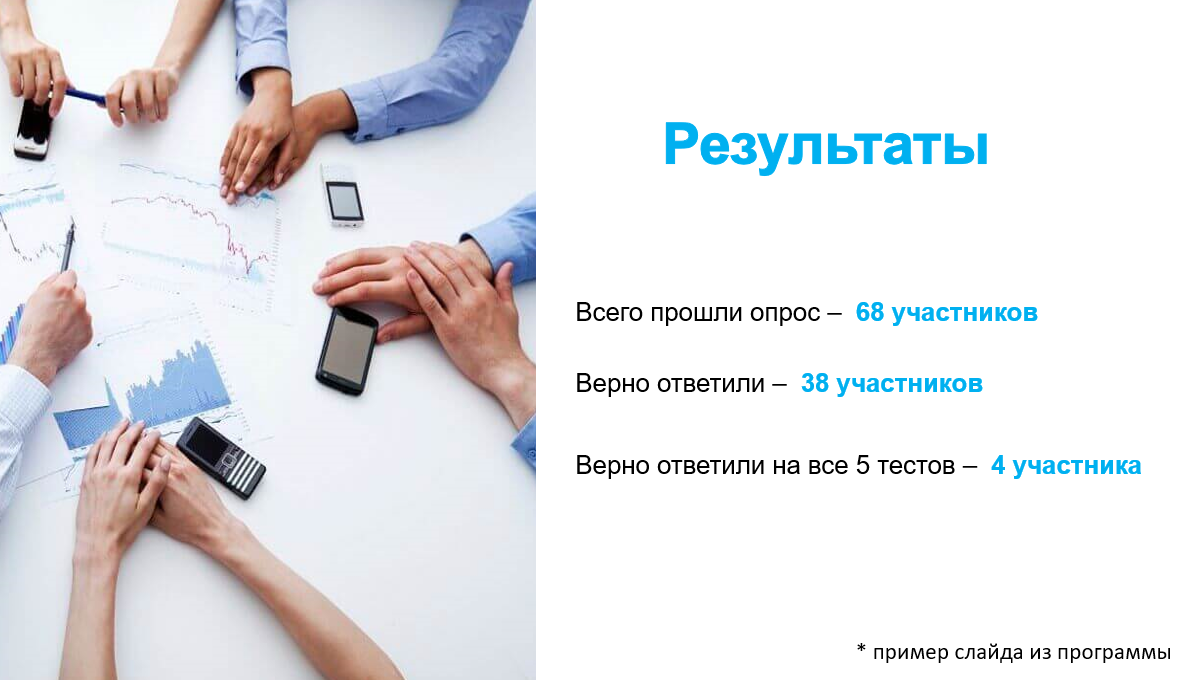 Результаты
Всего прошли опрос – 68 участников
Верно ответили – 38 участников
Верно ответили на все 5 тестов – 4 участника
* пример слайда из программы